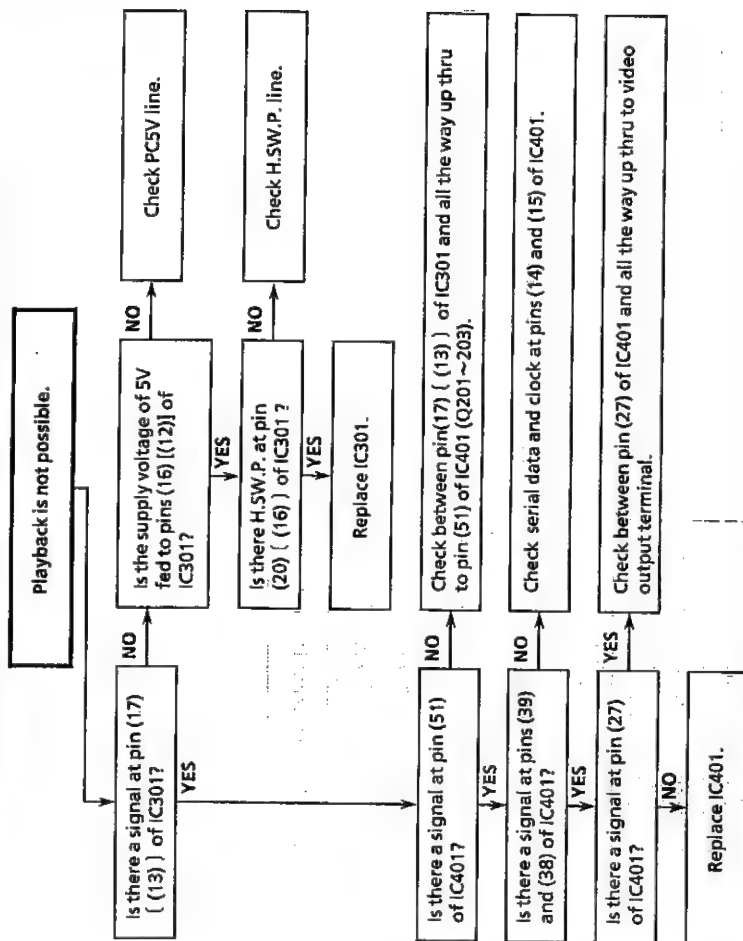 Playback is not possible.
Is there a signal at pin (17)
[ (13) ] of IC301?
NO
Is the supply voltage of 5V
fed to pins (16) [(12)] of
IC301?
NO
Check PC5V line.
YES
Is there H.SW.P. at pin
(20) [ (16) ] of IC301?
NO
Check H.SW.P. line.
YES
Replace IC301.
YES
Is there a signal at pin (51)
of IC401?
NO
Check between pin(17) [ (13) ] of IC301 and all the way up thru
to pin (51) of IC401 (Q201~203).
YES
Is there a signal at pins (39)
and (38) of IC401?
NO
Check serial data and clock at pins (14) and (15) of IC401.
YES
Is there a signal at pin (27)
of IC401?
YES
Check between pin (27) of IC401 and all the way up thru to video
output terminal.
NO
Replace IC401.